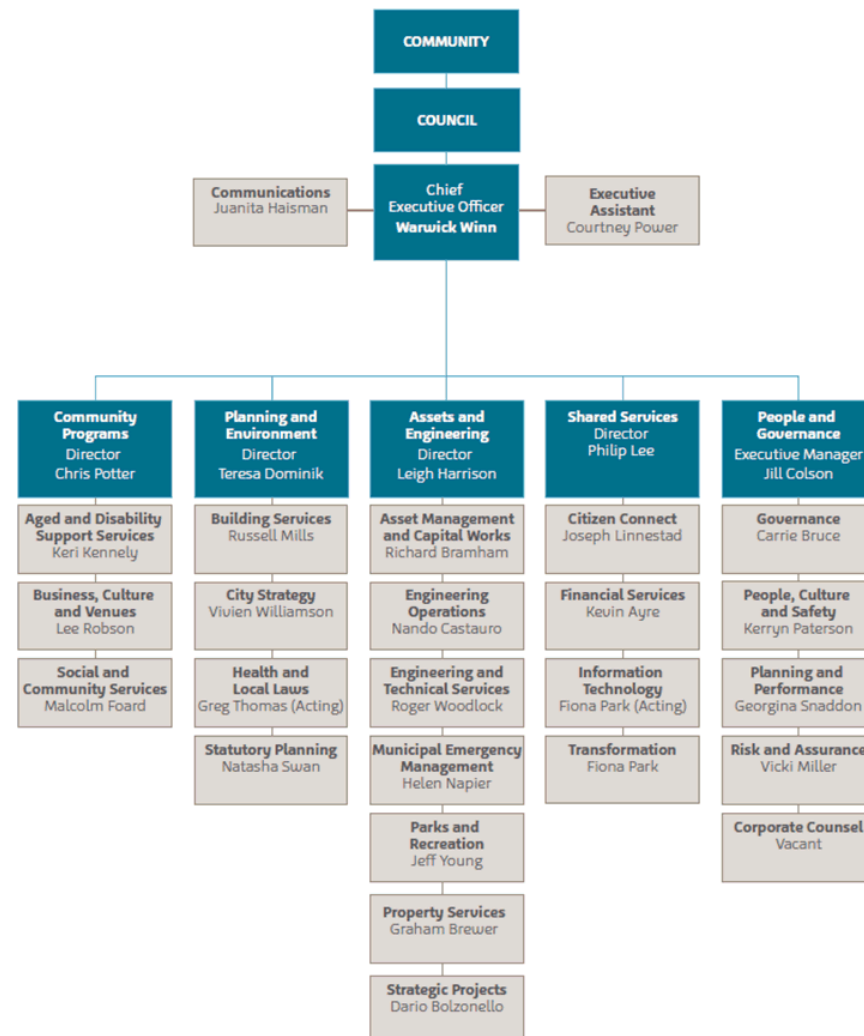 COMMUNITY
COUNCIL
Communications
Juanita Haisman
Chief
Executive Officer
Warwick Winn
Executive
Assistant
Courtney Power
Community
Programs
Director
Chris Potter
Aged and Disability
Support Services
Keri Kennely
Business, Culture
and Venues
Lee Robson
Social and
Community Services
Malcolm Foard
Planning and
Environment
Director
Teresa Dominik
Building Services
Russell Mills
City Strategy
Vivien Williamson
Health and
Local Laws
Greg Thomas (Acting)
Statutory Planning
Natasha Swan
Assets and
Engineering
Director
Leigh Harrison
Asset Management
and Capital Works
Richard Bramham
Engineering
Operations
Nando Castauro
Engineering and
Technical Services
Roger Woodlock
Municipal Emergency
Management
Helen Napier
Parks and
Recreation
Jeff Young
Property Services
Graham Brewer
Strategic Projects
Dario Bolzonello
Shared Services
Director
Philip Lee
Citizen Connect
Joseph Linnestad
Financial Services
Kevin Ayre
Information
Technology
Fiona Park (Acting)
Transformation
Fiona Park
People and
Governance
Executive Manager
Jill Colson
Governance
Carrie Bruce
People, Culture
and Safety
Kerryn Paterson
Planning and
Performance
Georgina Snaddon
Risk and Assurance
Vicki Miller
Corporate Counsel
Vacant